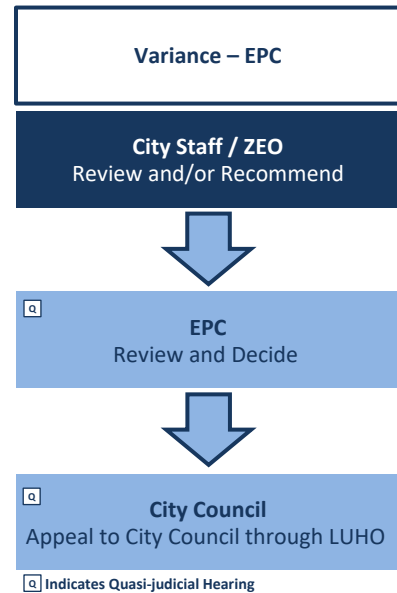 Variance – EPC
City Staff / ZEO
Review and/or Recommend
Q
EPC
Review and Decide
Q
City Council
Appeal to City Council through LUHO
Q Indicates Quasi-judicial Hearing